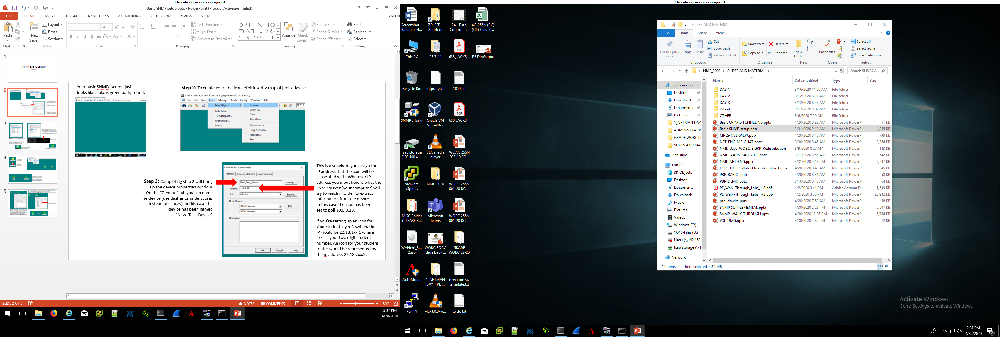 Classification not configured
Classification not configured
Basic SNMP setup.pptx - PowerPoint (Product Activation Failed)
FILE HOME INSERT DESIGN TRANSITIONS ANIMATIONS SLIDE SHOW REVIEW VIEW Sign in
Paste
New Slide
Layout
Reset
Section
14
Text Direction
Align Text
Convert to SmartArt
Arrange
Quick Styles
Shape Fill
Shape Outline
Shape Effects
Find
Replace
Select
Clipboard Slides Font Paragraph Drawing Editing
1
SNMP BASIC SETUP
2
3
4
5
Your basic SNMPc screen just
looks like a blank green background.
Step 2: To create your first icon, click insert > map object > device
SNMPc Management Console - [map-2JAN2020\..\Demo]
File Edit View Insert Manage Tools Config Window Help
TEST2
Map Object
Mib Table...
Trend Report...
Event Filter...
Menu...
Device...
Submap...
Goto...
Ptop-Link
Bus Network...
Ring Network...
Network...
Text
Step 3: Completing step 2 will bring
up the device properties window.
On the “General” tab you can name
the device (use dashes or underscores
Instead of spaces). In this case the
device has been named
“New_Test_Device”
Device Object Properties
General Access Attributes Dependencies
New_Test_Device Lookup ...
Address: 10.0.0.10
Icon: auto.ico Browse...
Node Groups
000=Unknown Edit ...
000=Unknown
Description
OK Cancel Help
This is also where you assign the
IP address that the icon will be
associated with. Whatever IP
address you input here is what the
SNMP server (your computer) will
try to reach in order to extract
information from the device.
In this case the icon has been
set to poll 10.0.0.10.
If you’re setting up an icon for
Your student layer 3 switch, the
IP would be 22.18.1xx.1 where
“xx” is your two digit student
number. An icon for your student
router would be represented by
the ip address 22.18.2xx.2.
SLIDE 2 OF 5 NOTES COMMENTS 80%
2:37 PM
4/30/2020
Screenshot... Babauta-N...
ZD-SEP - Shortcut
24 - Path Control - ...
4C-255N (RC) (CP) Class 0...
This PC
PE 7-11
638_JACKS...
PE DIAG.pptx
Recycle Bin
mtputty.elf
1059.txt
SNMPc Tasks
Oracle VM VirtualBox
638_JACKS...
fsap storage (100.100.4....
VLC media player
WOAC 255N 003-19 EO...
VMware vSphe...
NME_2020
WOBC 255N 001-20 RC ...
MISC Folder (PLEASE R...
Microsoft Teams
WOBC 255N 001-20 RC ...
WANem_3.... 2.iso
WOBC EOCC Slide Deck ...
GRADE WOBC 02-20
AutoMou...
1_NETMAN DAY 1 PE ...
new core sw template.txt
PuTTY
vlc-3.0.8-w...
to do.txt
SLIDES AND MATERIAL
File Home Share View
Pin to Quick access
Copy
Paste
Cut
Copy path
Paste shortcut
Move to
Copy to
Delete
Rename
New folder
Properties
Select all
Select none
Invert selection
Clipboard Organize New Open Select
NME_2020 > SLIDES AND MATERIAL >
Search SLIDES A...
Quick access
Desktop
Downloads
Documents
Pictures
1_NETMAN DAY
ADMINISTRATIV
GRADE WOBC 02
SLIDES AND MAT
OneDrive
This PC
3D Objects
Desktop
Documents
Downloads
Music
Pictures
Videos
Windows (C:)
1Q18-Files (D:)
Users (\\192.168.
fsap storage (\\1
Network
Name Date modified Type Size
DAY-1 3/16/2020 11:09 AM File folder
DAY-2 3/12/2020 8:17 AM File folder
DAY-3 3/12/2020 8:47 AM File folder
DAY-4 3/12/2020 8:07 AM File folder
OTHER 3/6/2020 7:29 AM File folder
Basic Q-IN-Q TUNNELING.pptx 4/20/2020 8:23 AM Microsoft PowerP... 51 KB
Basic SNMP setup.pptx 3/31/2020 9:19 AM Microsoft PowerP... 4,855 KB
MPLS-OVERVIEW.pptx 4/20/2020 8:40 AM Microsoft PowerP... 739 KB
NET-ENG-MS-CHAT.pptx 3/30/2020 8:46 AM Microsoft PowerP... 2,364 KB
NME-Day2-WOBC-EIGRP_Redistribution_... 3/9/2020 8:27 AM Microsoft PowerP... 143 KB
NME-IAADS-GAIT_2020.pptx 3/11/2020 9:55 AM Microsoft PowerP... 542 KB
NME-NET-ENG.pptx 3/31/2020 4:17 PM Microsoft PowerP... 2,597 KB
OSPF-EIGRP-Mutual Redistribution Exam... 4/20/2020 8:42 AM Microsoft PowerP... 45 KB
PBR-BASICs.pptx 4/20/2020 8:34 AM Microsoft PowerP... 58 KB
PBR-DEMO.pptx 3/10/2020 8:13 AM Microsoft PowerP... 64 KB
PE_Walk-Through_Labs_1-3.pdf 4/2/2020 3:41 PM Adobe Acrobat D... 1,539 KB
PE_Walk-Through_Labs_1-3.pptx 4/2/2020 3:33 PM Microsoft PowerP... 26,932 KB
pseudowire.pptx 4/20/2020 7:50 AM Microsoft PowerP... 58 KB
SNMP SUPPLEMENTAL.pptx 4/30/2020 2:22 PM Microsoft PowerP... 9,507 KB
SNMP-WALK-THROUGH.pptx 4/30/2020 12:26 PM Microsoft PowerP... 5,764 KB
VXL-DIAG.pptx 3/30/2020 4:39 PM Microsoft PowerP... 72 KB
21 items 1 item selected 4.74 MB
Activate Windows
Go to Settings to activate Windows.
2:37 PM
4/30/2020
2